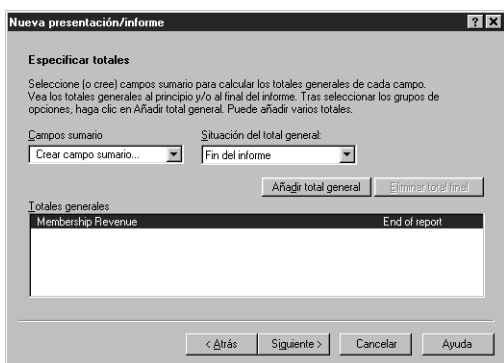 Nueva presentación/informe
Especificar totales
Seleccione (o cree) campos sumario para calcular los totales generales de cada campo.
Vea los totales generales al principio y/o al final del informe. Tras seleccionar los grupos de
opciones, haga clic en Añadir total general. Puede añadir varios totales.
Campos sumario
Situación del total general:
Crear campo sumario...
Fin del informe
Añadir total general
Eliminar total final
Totales generales
Membership Revenue
End of report
< Atrás
Siguiente >
Cancelar
Ayuda